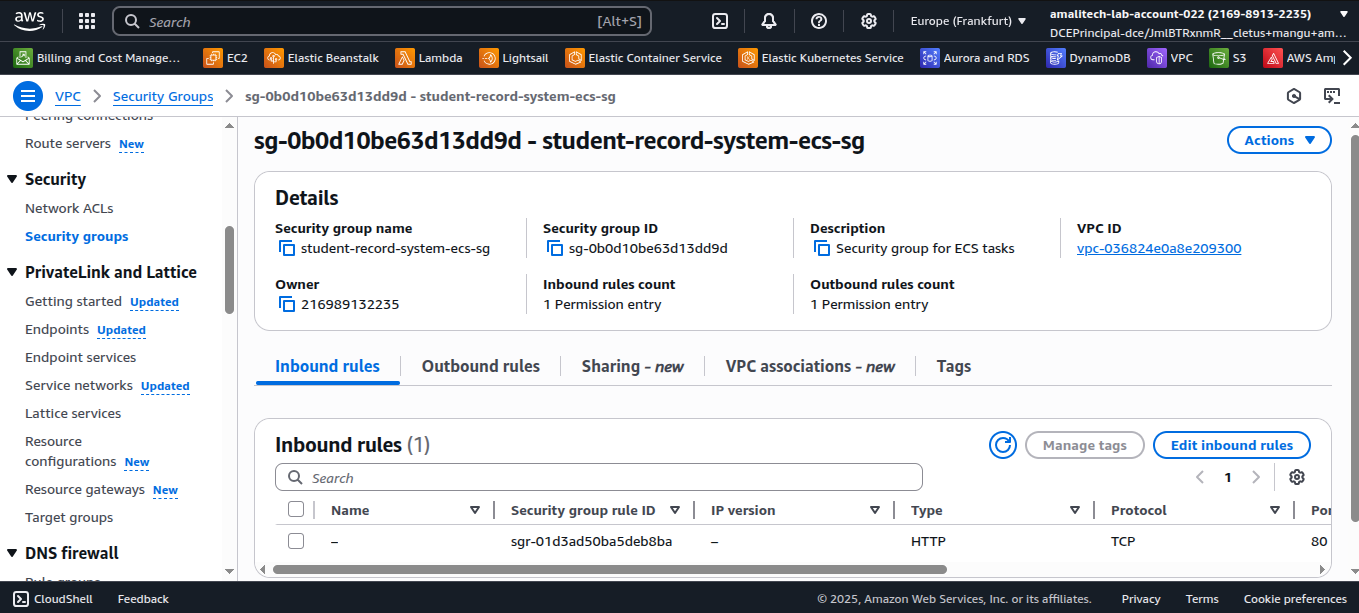 aws
Search [Alt+S]
Europe (Frankfurt)
amalitech-lab-account-022 (2169-8913-2235)
DCEPrincipal-dce/JmlBTRxnmR__cletus+mangu+am...
Billing and Cost Manage... EC2 Elastic Beanstalk Lambda Lightsail Elastic Container Service Elastic Kubernetes Service Aurora and RDS DynamoDB VPC S3 AWS Am
VPC Security Groups sg-0b0d10be63d13dd9d - student-record-system-ecs-sg
Peering connections
Route servers New
Security
Network ACLs
Security groups
PrivateLink and Lattice
Getting started Updated
Endpoints Updated
Endpoint services
Service networks Updated
Lattice services
Resource
configurations New
Resource gateways New
Target groups
DNS firewall
Rule groups
sg-0b0d10be63d13dd9d - student-record-system-ecs-sg
Actions
Details
Security group name
student-record-system-ecs-sg
Security group ID
sg-0b0d10be63d13dd9d
Description
Security group for ECS tasks
VPC ID
vpc-036824e0a8e209300
Owner
216989132235
Inbound rules count
1 Permission entry
Outbound rules count
1 Permission entry
Inbound rules Outbound rules Sharing - new VPC associations - new Tags
Inbound rules (1)
Manage tags Edit inbound rules
Search
1
Name Security group rule ID IP version Type Protocol Por
– sgr-01d3ad50ba5deb8ba – HTTP TCP 80
CloudShell Feedback © 2025, Amazon Web Services, Inc. or its affiliates. Privacy Terms Cookie preferences